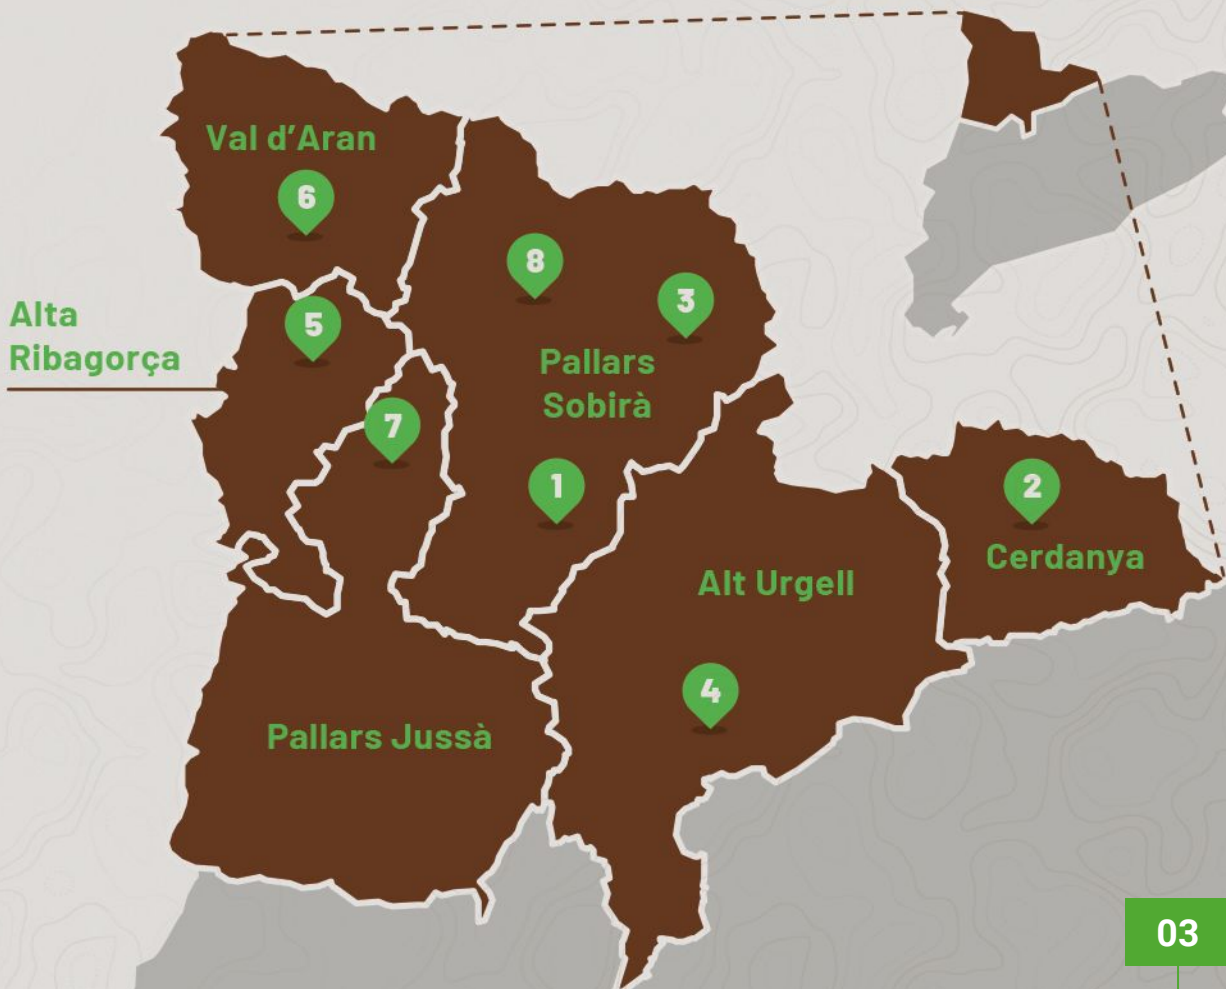 Val d’Aran
6
8
3
Alta
Ribagorça
5
Pallars
Sobirà
7
1
2
Cerdanya
Alt Urgell
4
Pallars Jussà
03